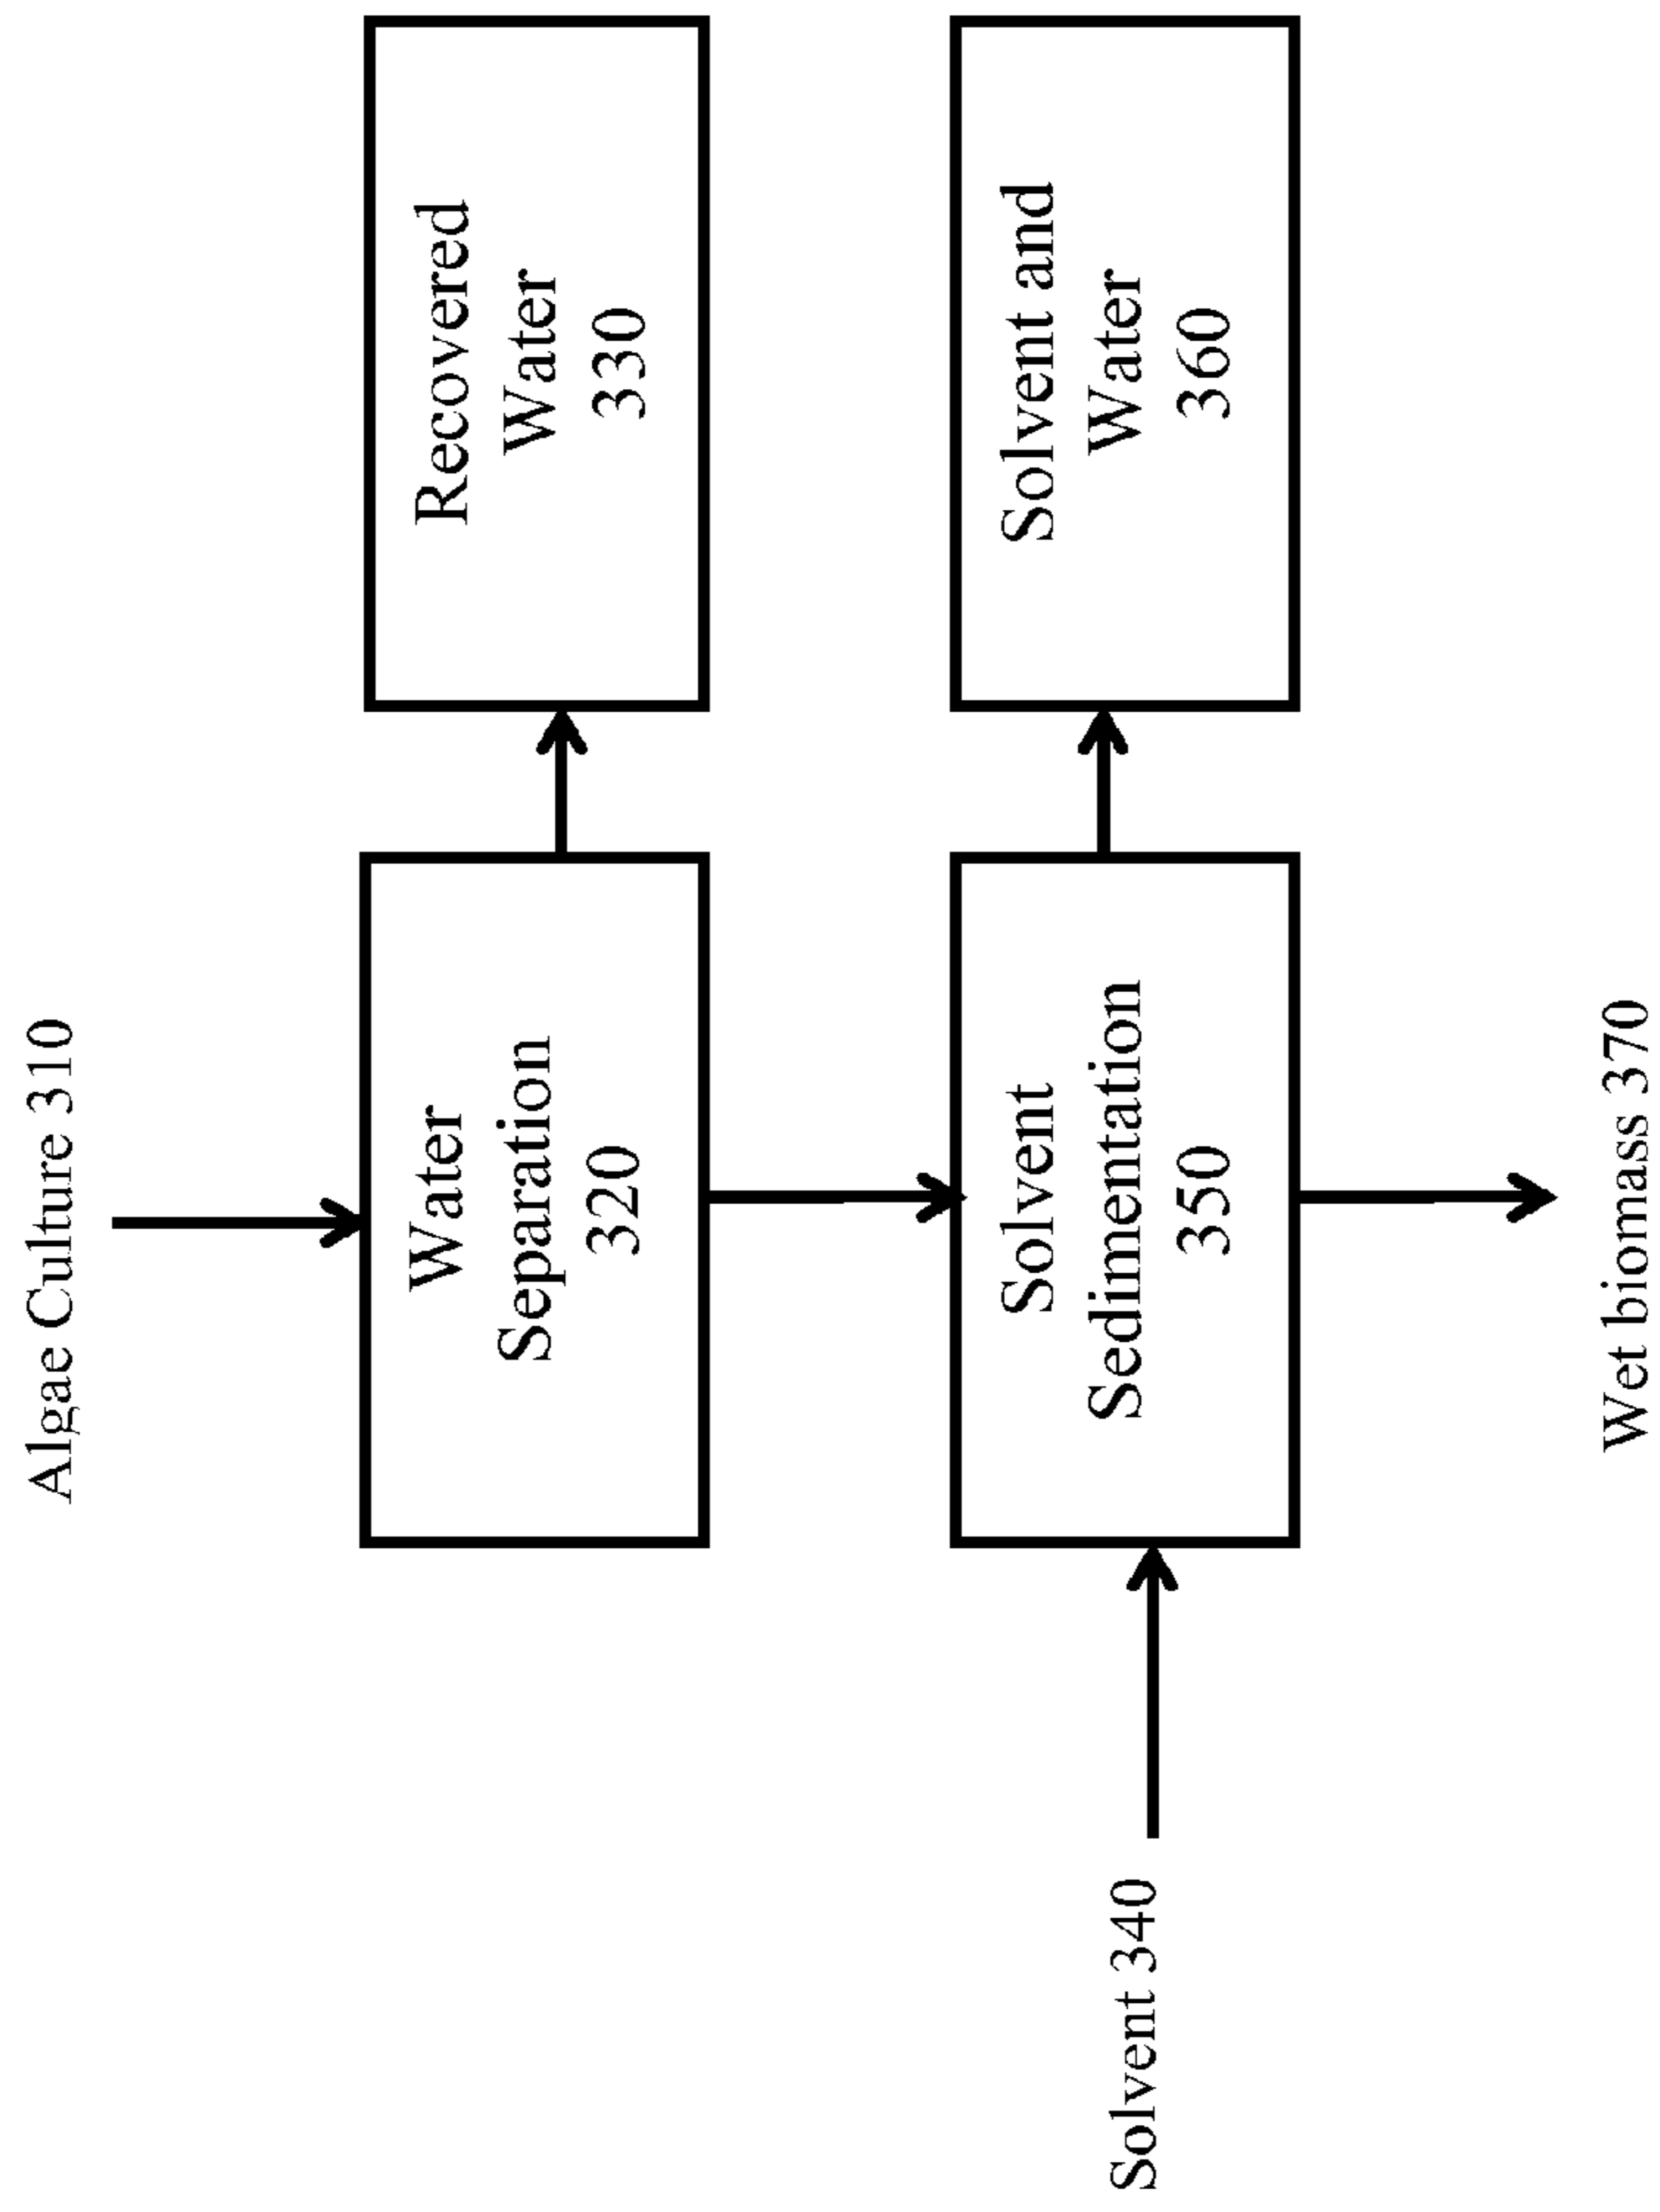 Algae Culture 310
Water
Separation
320
Recovered
Water
330
Solvent 340
Solvent
Sedimentation
350
Solvent and
Water
360
Wet biomass 370